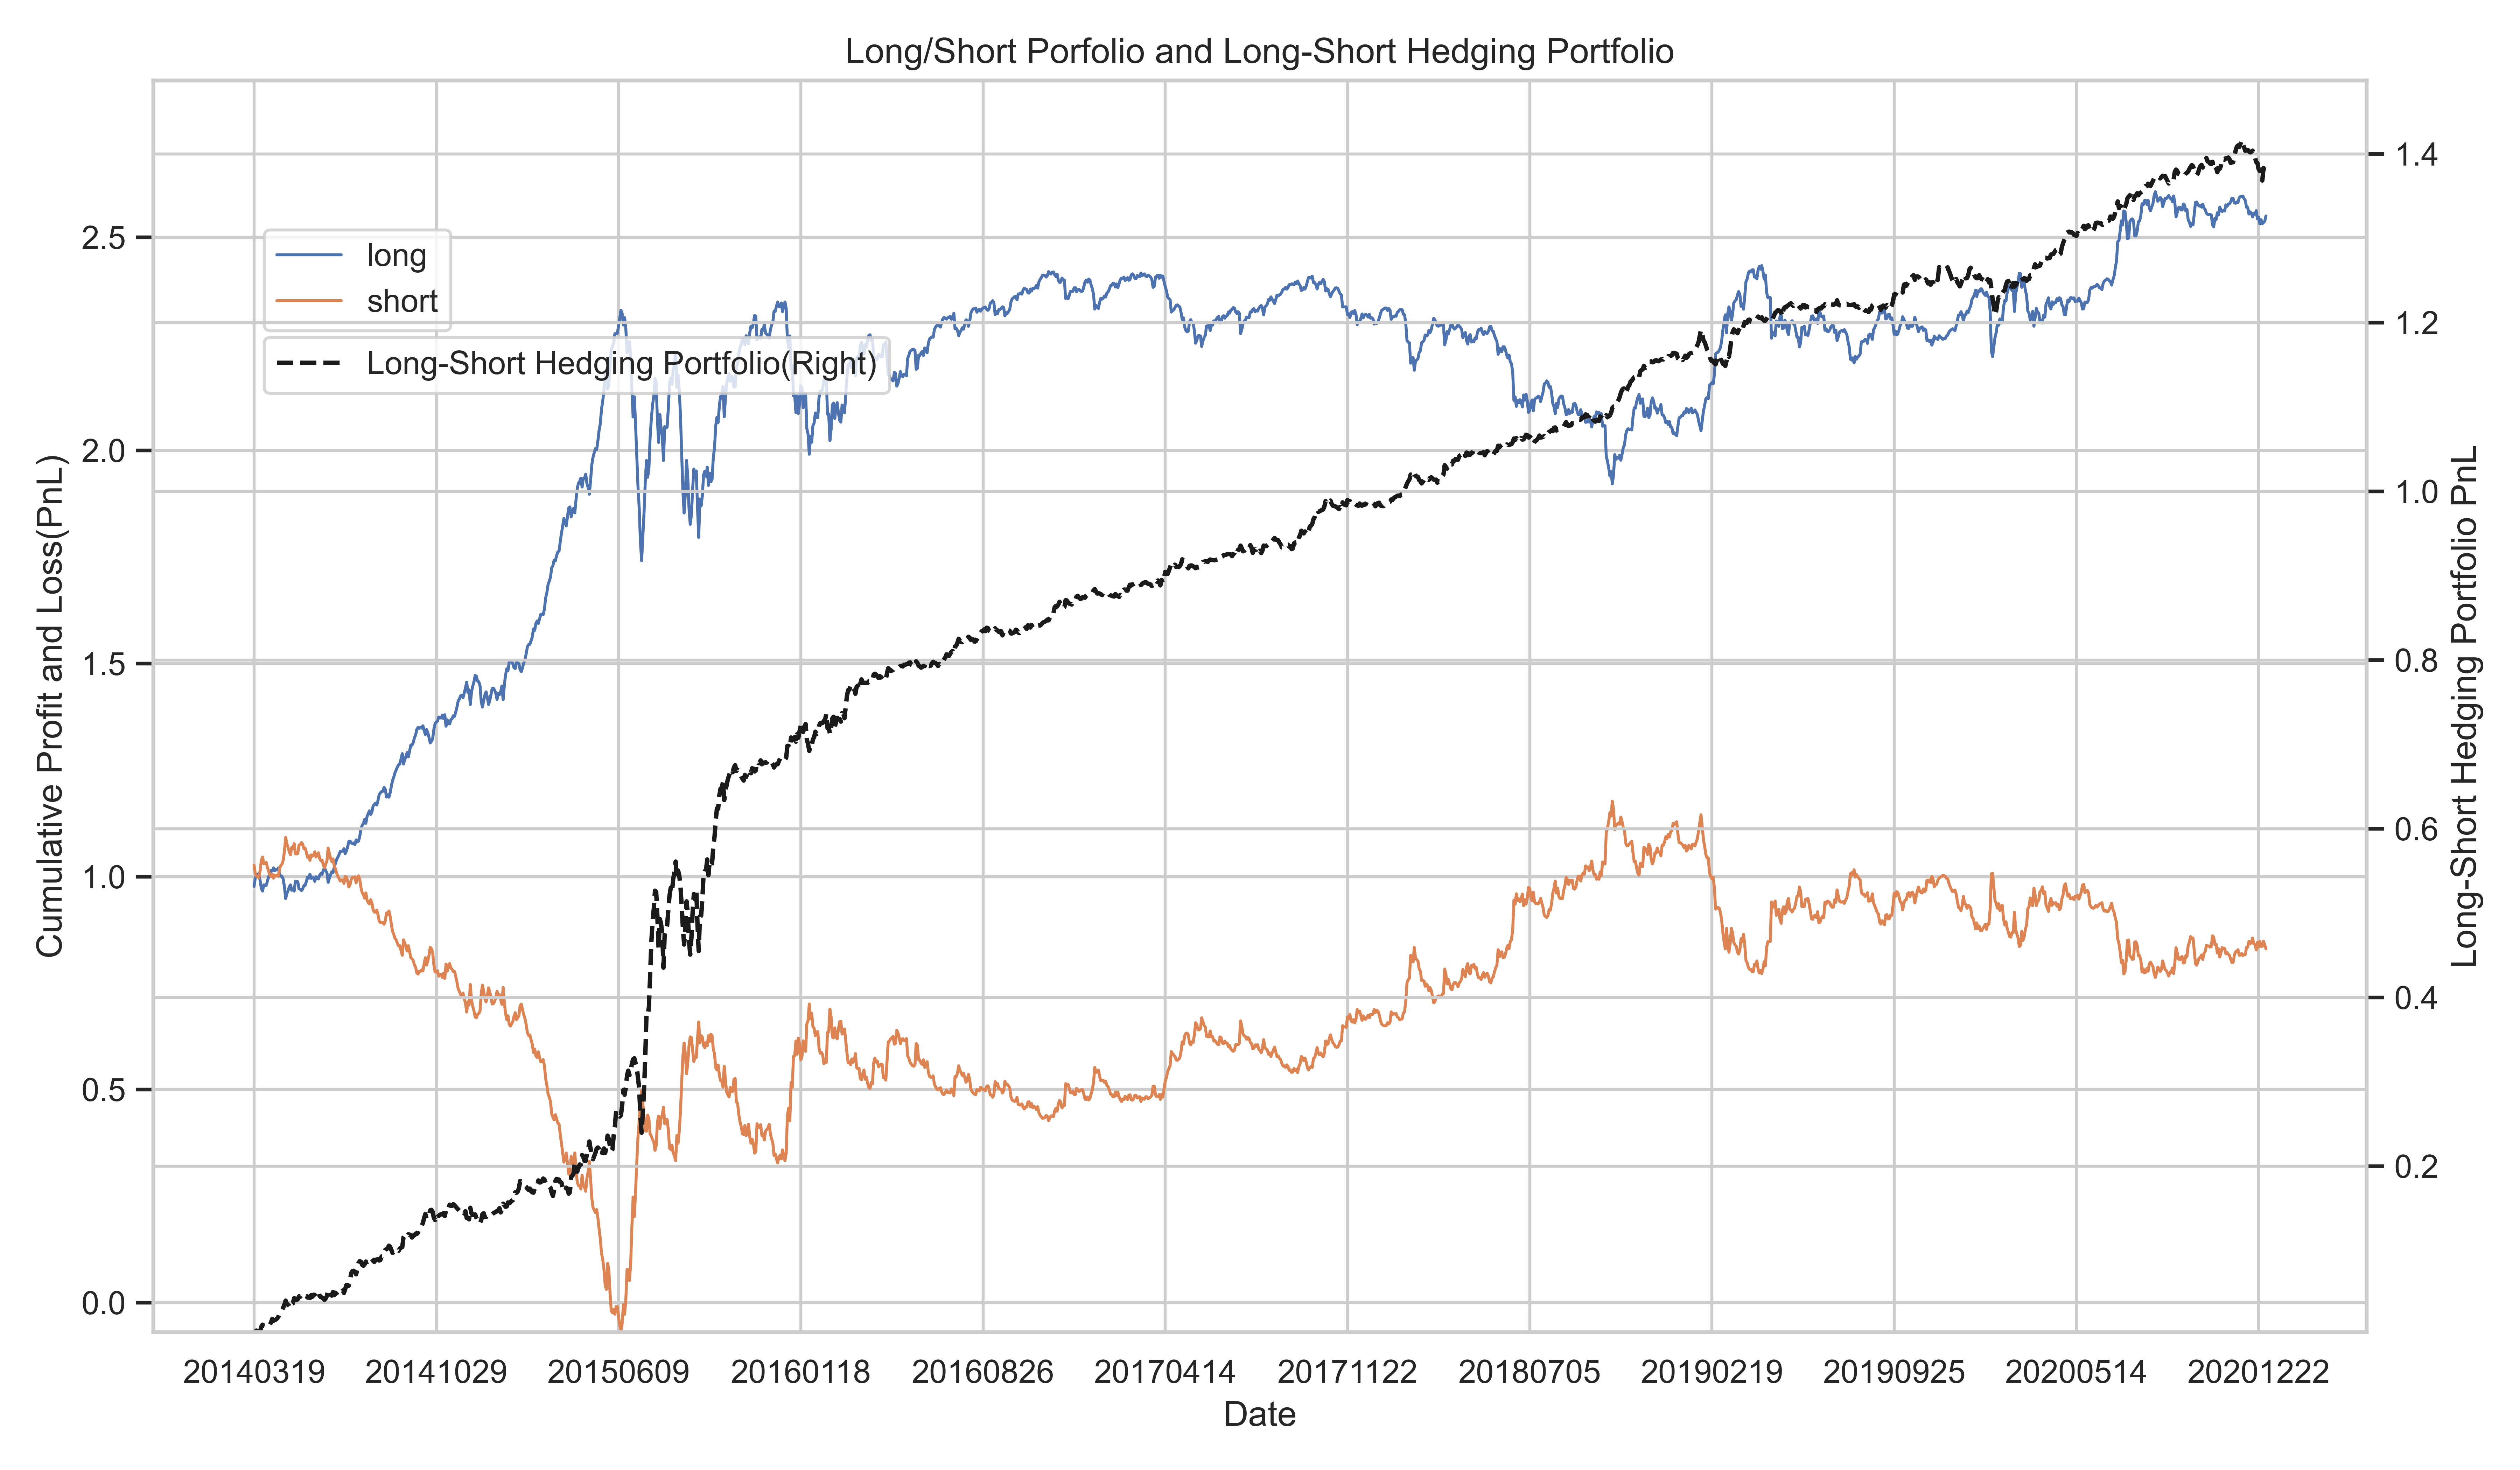 Long/Short Porfolio and Long-Short Hedging Portfolio
long
short
Long-Short Hedging Portfolio(Right)
Cumulative Profit and Loss(PnL)
2.5
2.0
1.5
1.0
0.5
0.0
1.4
1.2
1.0
0.8
0.6
0.4
0.2
Long-Short Hedging Portfolio PnL
20140319 20141029 20150609 20160118 20160826 20170414 20171122 20180705 20190219 20190925 20200514 20201222
Date